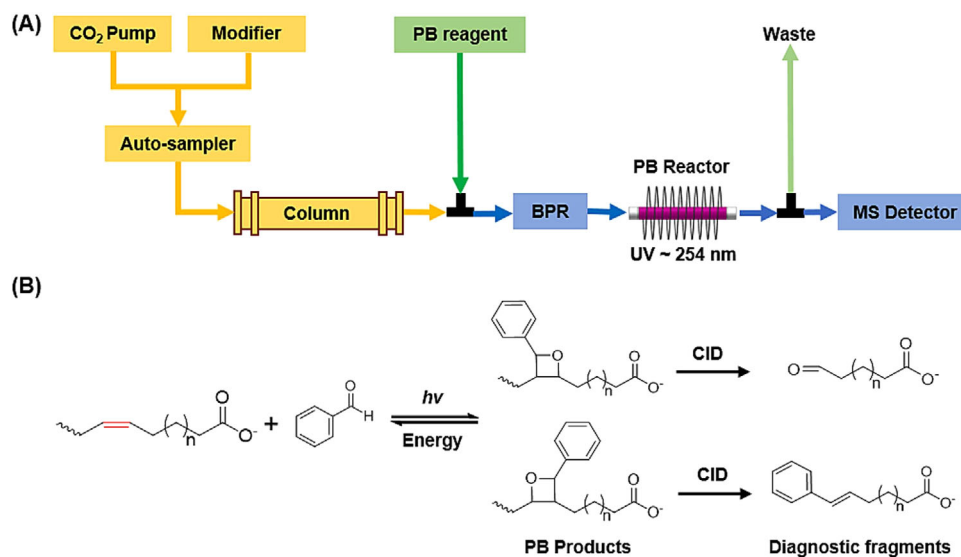 (A)
CO2 Pump
Modifier
PB reagent
Waste
Auto-sampler
PB Reactor
Column
BPR
MS Detector
UV ~ 254 nm
(B)
O
O
CID
O
O
n
O-
O
n
O-
O
H
hv
n
O-
+
Energy
O
O
CID
O
n
O-
n
O-
PB Products
Diagnostic fragments